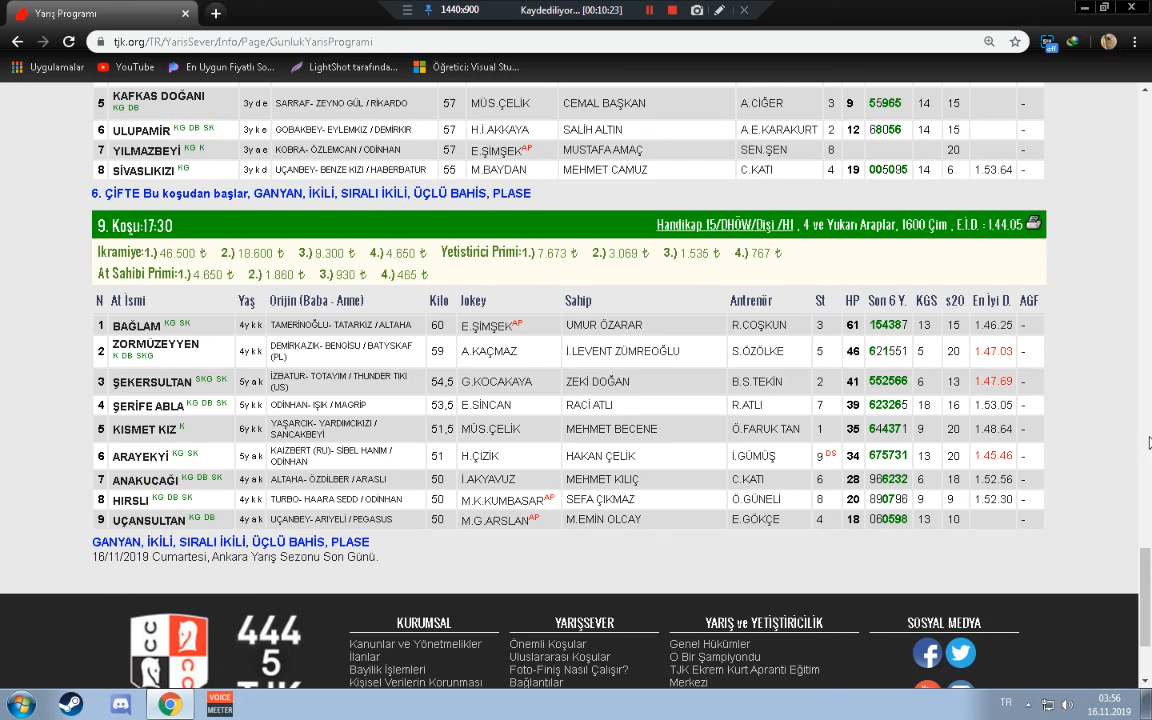 Yarış Programı
1440x900
Kaydediliyor... [00:10:23]
tjk.org/TR/YarisSever/Info/Page/GunlukYarisProgrami
Uygulamalar YouTube En Uygun Fiyatlı So... LightShot tarafında... Öğretici: Visual Stu...
off
5 KAFKAS DOĞANI KG DB 3y d e SARRAF- ZEYNO GÜL / RİKARDO 57 MÜS.ÇELİK CEMAL BAŞKAN A.CİĞER 3 9 55965 14 15 -
6 ULUPAMİR KG DB SK 3y k e GOBAKBEY- EYLEMKIZ / DEMİRKIR 57 H.İ.AKKAYA SALİH ALTIN A.E.KARAKURT 2 12 68056 14 15 -
7 YILMAZBEYİ KG K 3y a e KOBRA- ÖZLEMCAN / ODİNHAN 57 E.ŞİMŞEK AP MUSTAFA AMAÇ SEN.ŞEN 8 20 -
8 SİVASLIKIZI KG 3y k d UÇANBEY- BENZE KIZI / HABERBATUR 55 M.BAYDAN MEHMET CAMUZ C.KATI 4 19 005095 14 6 1.53.64 -
6. ÇİFTE Bu koşudan başlar, GANYAN, İKİLİ, SIRALI İKİLİ, ÜÇLÜ BAHİS, PLASE
9. Koşu:17:30 Handikap 15/DHÖW/Dişi /H1 , 4 ve Yukarı Araplar, 1600 Çim , E.İ.D. : 1.44.05
İkramiye:1.) 46.500 ₺ 2.) 18.600 ₺ 3.) 9.300 ₺ 4.) 4.650 ₺ Yetistirici Primi:1.) 7.673 ₺ 2.) 3.069 ₺ 3.) 1.535 ₺ 4.) 767 ₺
At Sahibi Primi:1.) 4.650 ₺ 2.) 1.860 ₺ 3.) 930 ₺ 4.) 465 ₺
N At İsmi Yaş Orijin (Baba - Anne) Kilo Jokey Sahip Antrenör St HP Son 6 Y. KGS s20 En İyi D. AGF
1 BAĞLAM KG SK 4y k k TAMERİNOĞLU- TATARKIZ / ALTAHA 60 E.ŞİMŞEK AP UMUR ÖZARAR R.COŞKUN 3 61 154387 13 15 1.46.25 -
2 ZORMÜZEYYEN K DB SKG 4y k k DEMİRKAZIK- BENGİSU / BATYSKAF (PL) 59 A.KAÇMAZ İ.LEVENT ZÜMREOĞLU S.ÖZÖLKE 5 46 621551 5 20 1.47.03 -
3 ŞEKERSULTAN SKG SK 5y a k İZBATUR- TOTAYIM / THUNDER TIKI (US) 54,5 G.KOCAKAYA ZEKİ DOĞAN B.S.TEKİN 2 41 552566 6 13 1.47.69 -
4 ŞERİFE ABLA KG DB SK 5y k k ODİNHAN- IŞIK / MAGRİP 53,5 E.SİNCAN RACİ ATLI R.ATLI 7 39 623265 18 16 1.53.05 -
5 KISMET KIZ K 6y k k YAŞARCIK- YARDIMCIKIZI / SANCAKBEYİ 51,5 MÜS.ÇELİK MEHMET BECENE Ö.FARUK TAN 1 35 644371 9 20 1.48.64 -
6 ARAYEKYİ KG SK 5y a k KAIZBERT (RU)- SİBEL HANIM / ODİNHAN 51 H.ÇİZİK HAKAN ÇELİK İ.GÜMÜŞ 9 DS 34 675731 13 20 1.45.46 -
7 ANAKUCAĞI KG DB SK 4y a k ALTAHA- ÖZDİLBER / ARASLI 50 İ.AKYAVUZ MEHMET KILIÇ C.KATI 6 28 966232 6 18 1.52.56 -
8 HIRSLI KG DB SK 4y k k TURBO- HAARA SEDD / ODİNHAN 50 M.K.KUMBASAR AP SEFA ÇIKMAZ Ö.GÜNELİ 8 20 890796 9 9 1.52.30 -
9 UÇANSULTAN KG DB 4y a k UÇANBEY- ARIYELİ / PEGASUS 50 M.G.ARSLAN AP M.EMİN OLCAY E.GÖKÇE 4 18 060598 13 10 -
GANYAN, İKİLİ, SIRALI İKİLİ, ÜÇLÜ BAHİS, PLASE
16/11/2019 Cumartesi, Ankara Yarış Sezonu Son Günü.
444
5
TJK
KURUMSAL YARIŞSEVER YARIŞ ve YETİŞTİRİCİLİK SOSYAL MEDYA
Kanunlar ve Yönetmelikler Önemli Koşular Genel Hükümler
İlanlar Uluslararası Koşular O Bir Şampiyondu
Bayilik İşlemleri Foto-Finiş Nasıl Çalışır? TJK Ekrem Kurt Apranti Eğitim
Kişisel Verilerin Korunması Bağlantılar Merkezi
VOICE
MEETER
TR
03:56
16.11.2019